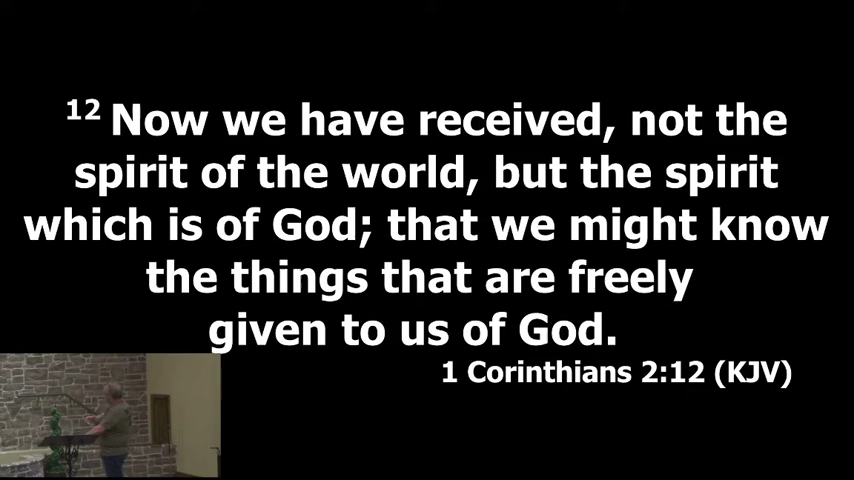 12 Now we have received, not the
spirit of the world, but the spirit
which is of God; that we might know
the things that are freely
given to us of God.
1 Corinthians 2:12 (KJV)